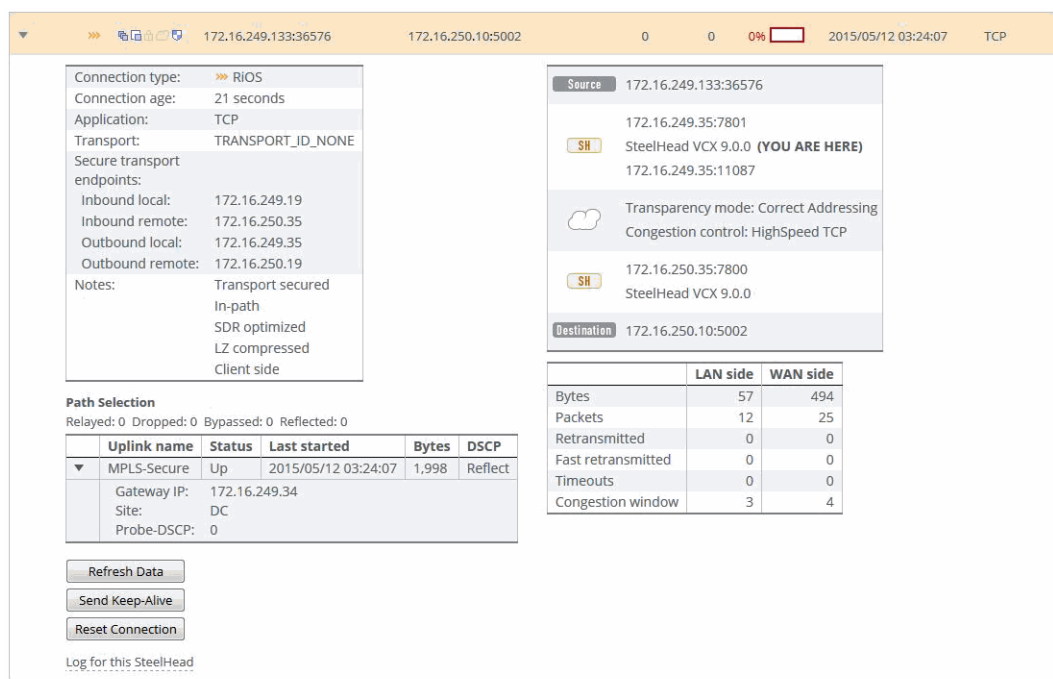 172.16.249.133:36576 172.16.250.10:5002 0 0 0% 2015/05/12 03:24:07 TCP
Connection type: RiOS
Connection age: 21 seconds
Application: TCP
Transport: TRANSPORT_ID_NONE
Secure transport
endpoints:
Inbound local: 172.16.249.19
Inbound remote: 172.16.250.35
Outbound local: 172.16.249.35
Outbound remote: 172.16.250.19
Notes: Transport secured
In-path
SDR optimized
LZ compressed
Client side
Path Selection
Relayed: 0 Dropped: 0 Bypassed: 0 Reflected: 0
Uplink name Status Last started Bytes DSCP
MPLS-Secure Up 2015/05/12 03:24:07 1,998 Reflect
Gateway IP: 172.16.249.34
Site: DC
Probe-DSCP: 0
Refresh Data
Send Keep-Alive
Reset Connection
Log for this SteelHead
Source 172.16.249.133:36576
172.16.249.35:7801
SH SteelHead VCX 9.0.0 (YOU ARE HERE)
172.16.249.35:11087
Transparency mode: Correct Addressing
Congestion control: HighSpeed TCP
172.16.250.35:7800
SH
SteelHead VCX 9.0.0
Destination 172.16.250.10:5002
LAN side WAN side
Bytes 57 494
Packets 12 25
Retransmitted 0 0
Fast retransmitted 0 0
Timeouts 0 0
Congestion window 3 4